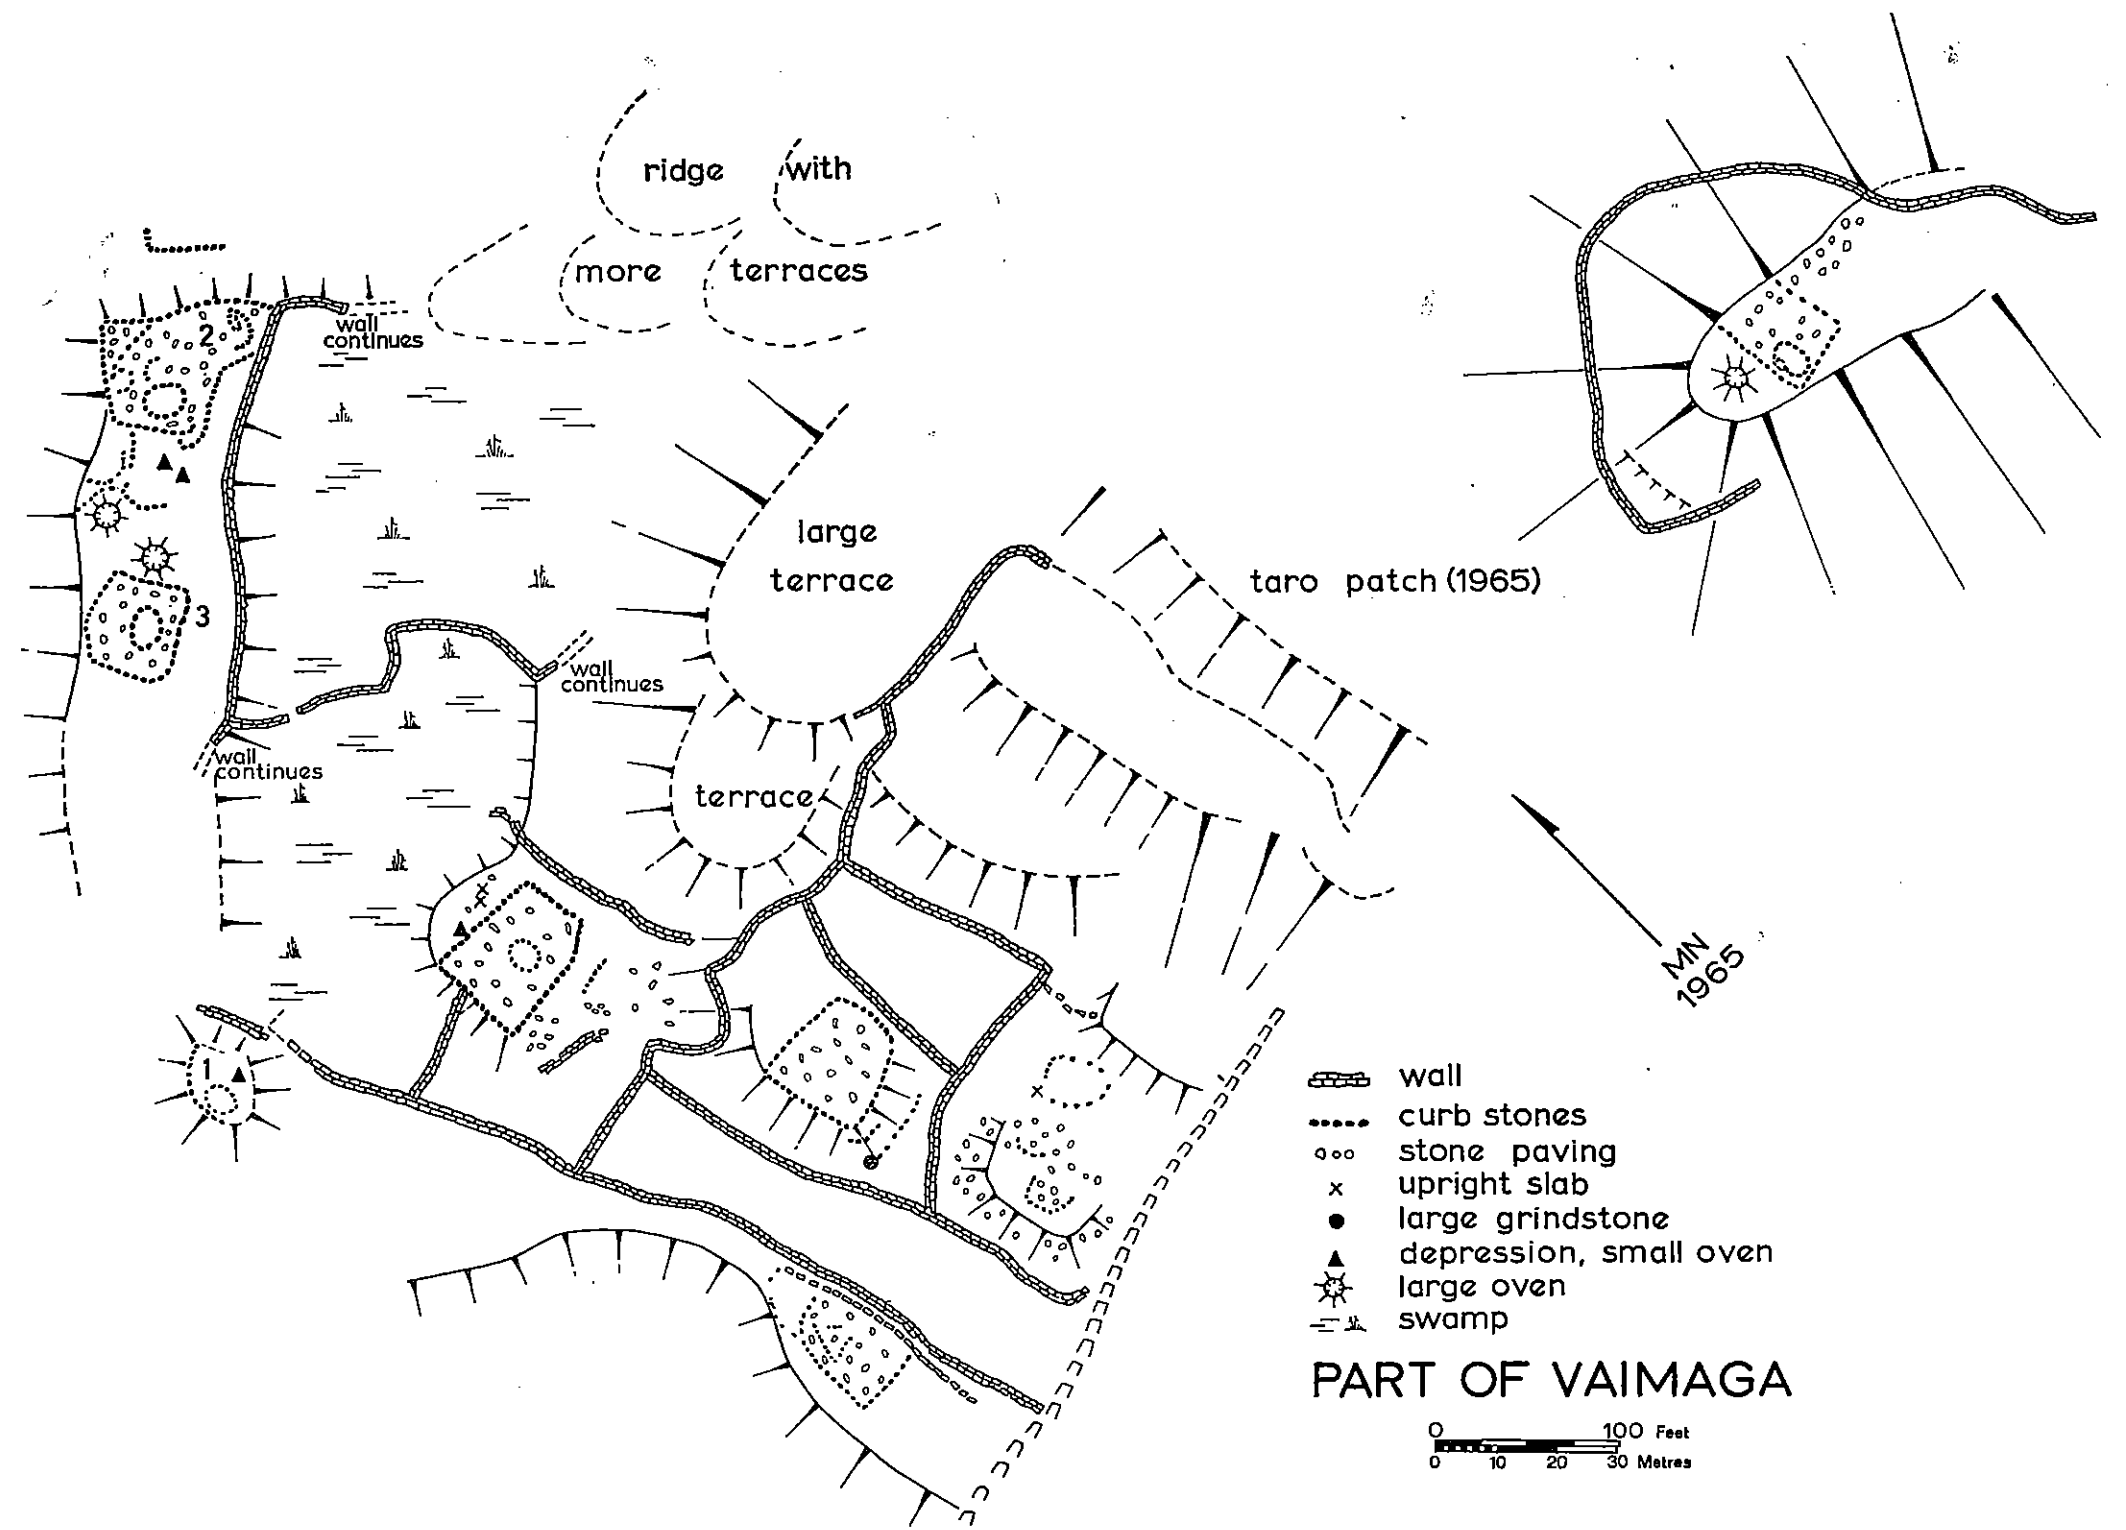 ridge with
more terraces
2
wall
continues
large
terrace
taro patch (1965)
3
wall
continues
wall
continues
terrace
MN
1965
1
wall
curb stones
stone paving
upright slab
large grindstone
depression, small oven
large oven
swamp
PART OF VAIMAGA
0 100 Feet
0 10 20 30 Metres